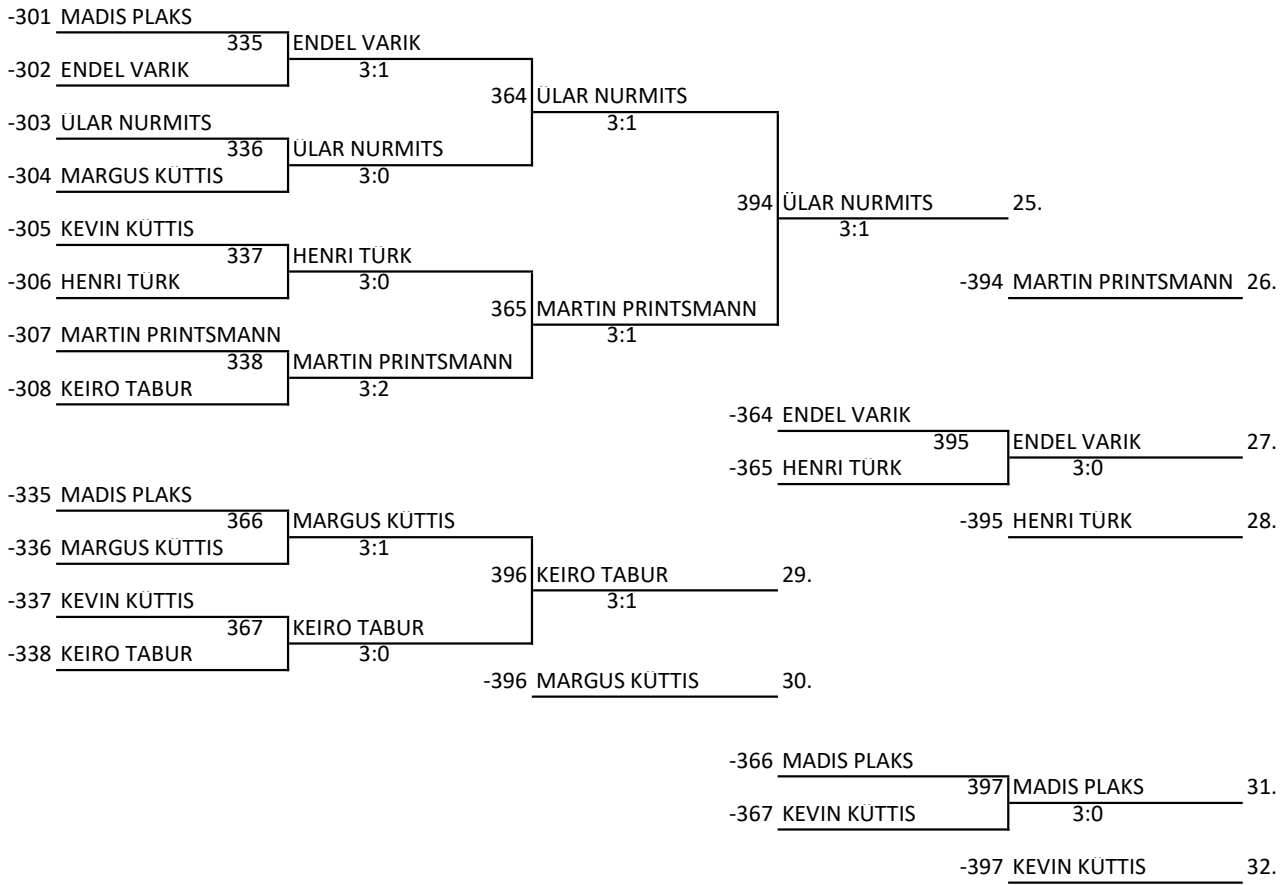 -301 MADIS PLAKS
335 ENDEL VARIK
-302 ENDEL VARIK 3:1
364 ÜLAR NURMITS
-303 ÜLAR NURMITS 3:1
336 ÜLAR NURMITS
-304 MARGUS KÜTTIS 3:0
394 ÜLAR NURMITS 25.
-305 KEVIN KÜTTIS 3:1
337 HENRI TÜRK
-306 HENRI TÜRK 3:0 -394 MARTIN PRINTSMANN 26.
365 MARTIN PRINTSMANN
-307 MARTIN PRINTSMANN 3:1
338 MARTIN PRINTSMANN
-308 KEIRO TABUR 3:2
-364 ENDEL VARIK
395 ENDEL VARIK 27.
-365 HENRI TÜRK 3:0
-335 MADIS PLAKS
366 MARGUS KÜTTIS -395 HENRI TÜRK 28.
-336 MARGUS KÜTTIS 3:1
396 KEIRO TABUR 29.
-337 KEVIN KÜTTIS 3:1
367 KEIRO TABUR
-338 KEIRO TABUR 3:0
-396 MARGUS KÜTTIS 30.
-366 MADIS PLAKS
397 MADIS PLAKS 31.
-367 KEVIN KÜTTIS 3:0
-397 KEVIN KÜTTIS 32.